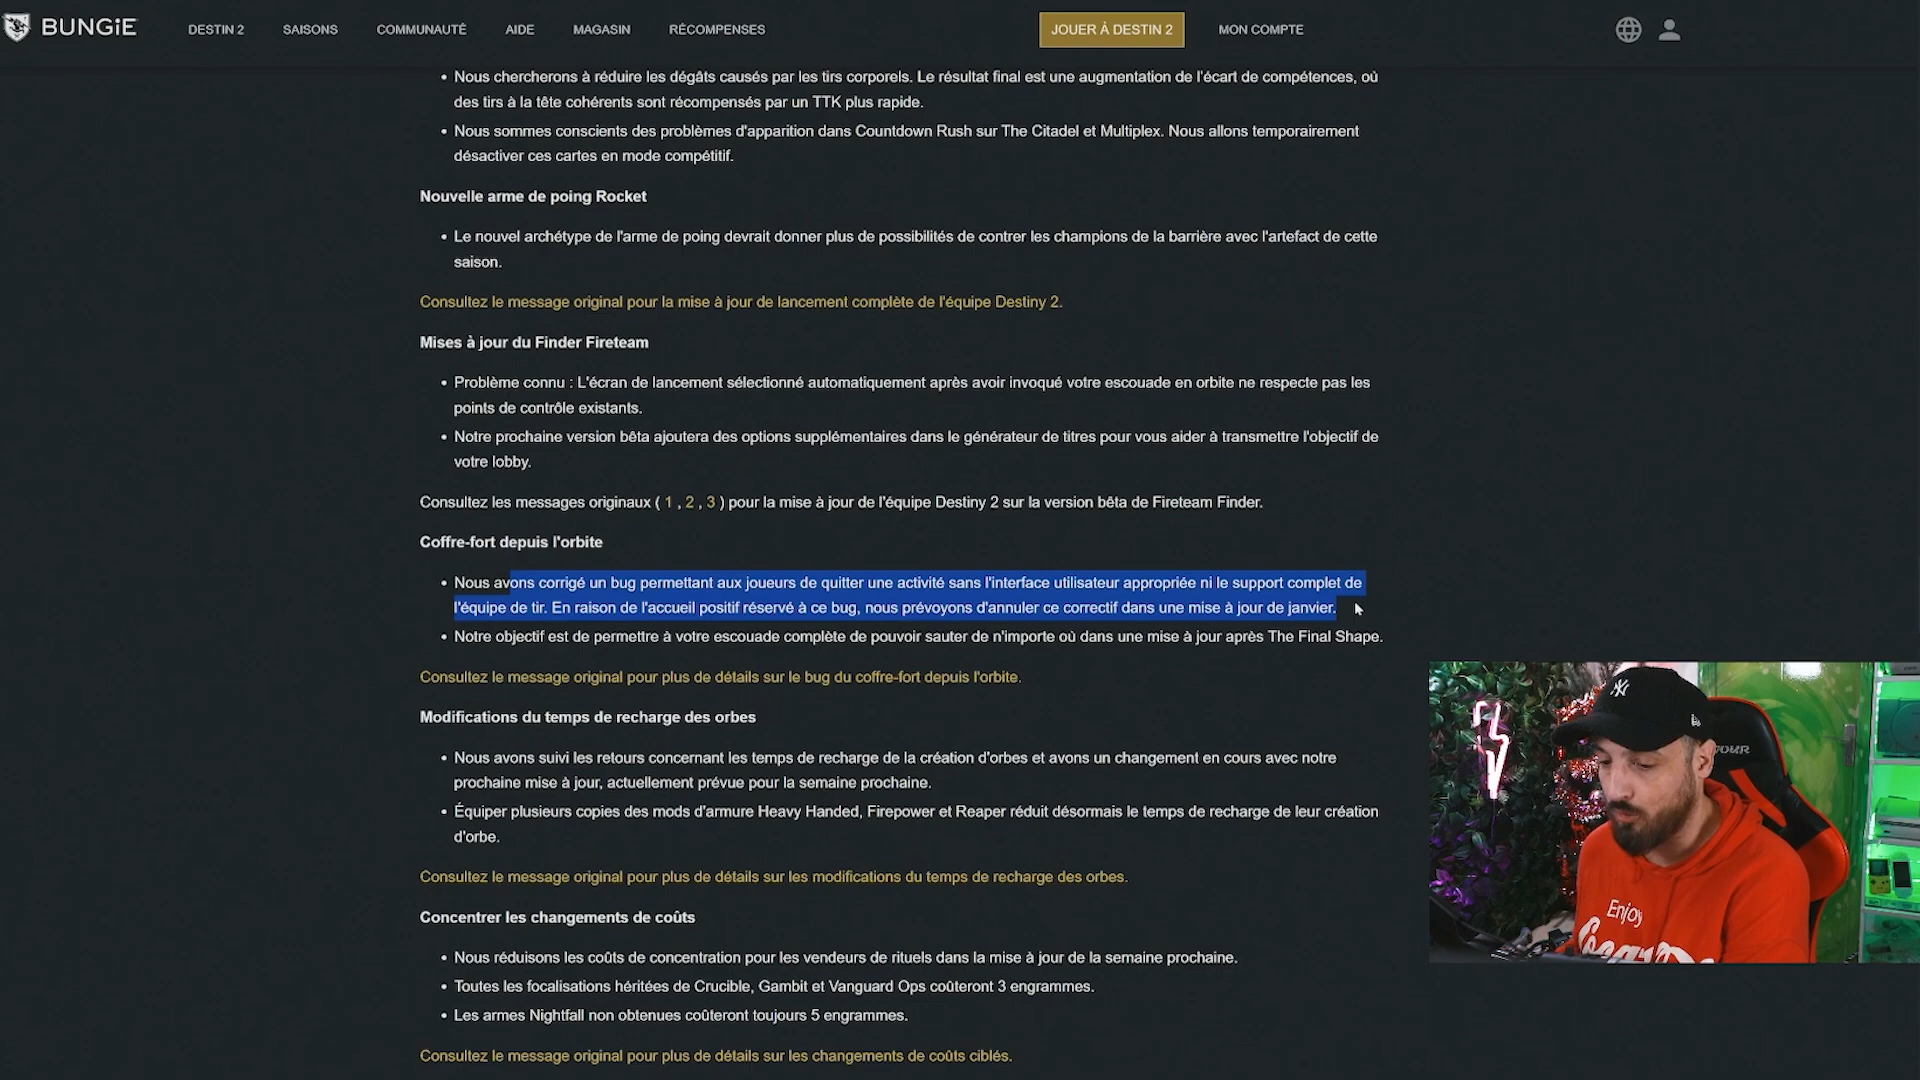 BUNGiE
DESTIN 2
SAISONS
COMMUNAUTÉ
AIDE
MAGASIN
RÉCOMPENSES
JOUER À DESTIN 2
MON COMPTE
• Nous chercherons à réduire les dégâts causés par les tirs corporels. Le résultat final est une augmentation de l'écart de compétences, où
des tirs à la tête cohérents sont récompensés par un TTK plus rapide.
• Nous sommes conscients des problèmes d'apparition dans Countdown Rush sur The Citadel et Multiplex. Nous allons temporairement
désactiver ces cartes en mode compétitif.
Nouvelle arme de poing Rocket
• Le nouvel archétype de l'arme de poing devrait donner plus de possibilités de contrer les champions de la barrière avec l'artefact de cette
saison.
Consultez le message original pour la mise à jour de lancement complète de l'équipe Destiny 2.
Mises à jour du Finder Fireteam
• Problème connu : L'écran de lancement sélectionné automatiquement après avoir invoqué votre escouade en orbite ne respecte pas les
points de contrôle existants.
• Notre prochaine version bêta ajoutera des options supplémentaires dans le générateur de titres pour vous aider à transmettre l'objectif de
votre lobby.
Consultez les messages originaux ( 1 , 2 , 3 ) pour la mise à jour de l'équipe Destiny 2 sur la version bêta de Fireteam Finder.
Coffre-fort depuis l'orbite
• Nous avons corrigé un bug permettant aux joueurs de quitter une activité sans l'interface utilisateur appropriée ni le support complet de
l'équipe de tir. En raison de l'accueil positif réservé à ce bug, nous prévoyons d'annuler ce correctif dans une mise à jour de janvier.
• Notre objectif est de permettre à votre escouade complète de pouvoir sauter de n'importe où dans une mise à jour après The Final Shape.
Consultez le message original pour plus de détails sur le bug du coffre-fort depuis l'orbite.
Modifications du temps de recharge des orbes
• Nous avons suivi les retours concernant les temps de recharge de la création d'orbes et avons un changement en cours avec notre
prochaine mise à jour, actuellement prévue pour la semaine prochaine.
• Équiper plusieurs copies des mods d'armure Heavy Handed, Firepower et Reaper réduit désormais le temps de recharge de leur création
d'orbe.
Consultez le message original pour plus de détails sur les modifications du temps de recharge des orbes.
Concentrer les changements de coûts
• Nous réduisons les coûts de concentration pour les vendeurs de rituels dans la mise à jour de la semaine prochaine.
• Toutes les focalisations héritées de Crucible, Gambit et Vanguard Ops coûteront 3 engrammes.
• Les armes Nightfall non obtenues coûteront toujours 5 engrammes.
Consultez le message original pour plus de détails sur les changements de coûts ciblés.
Enjoy